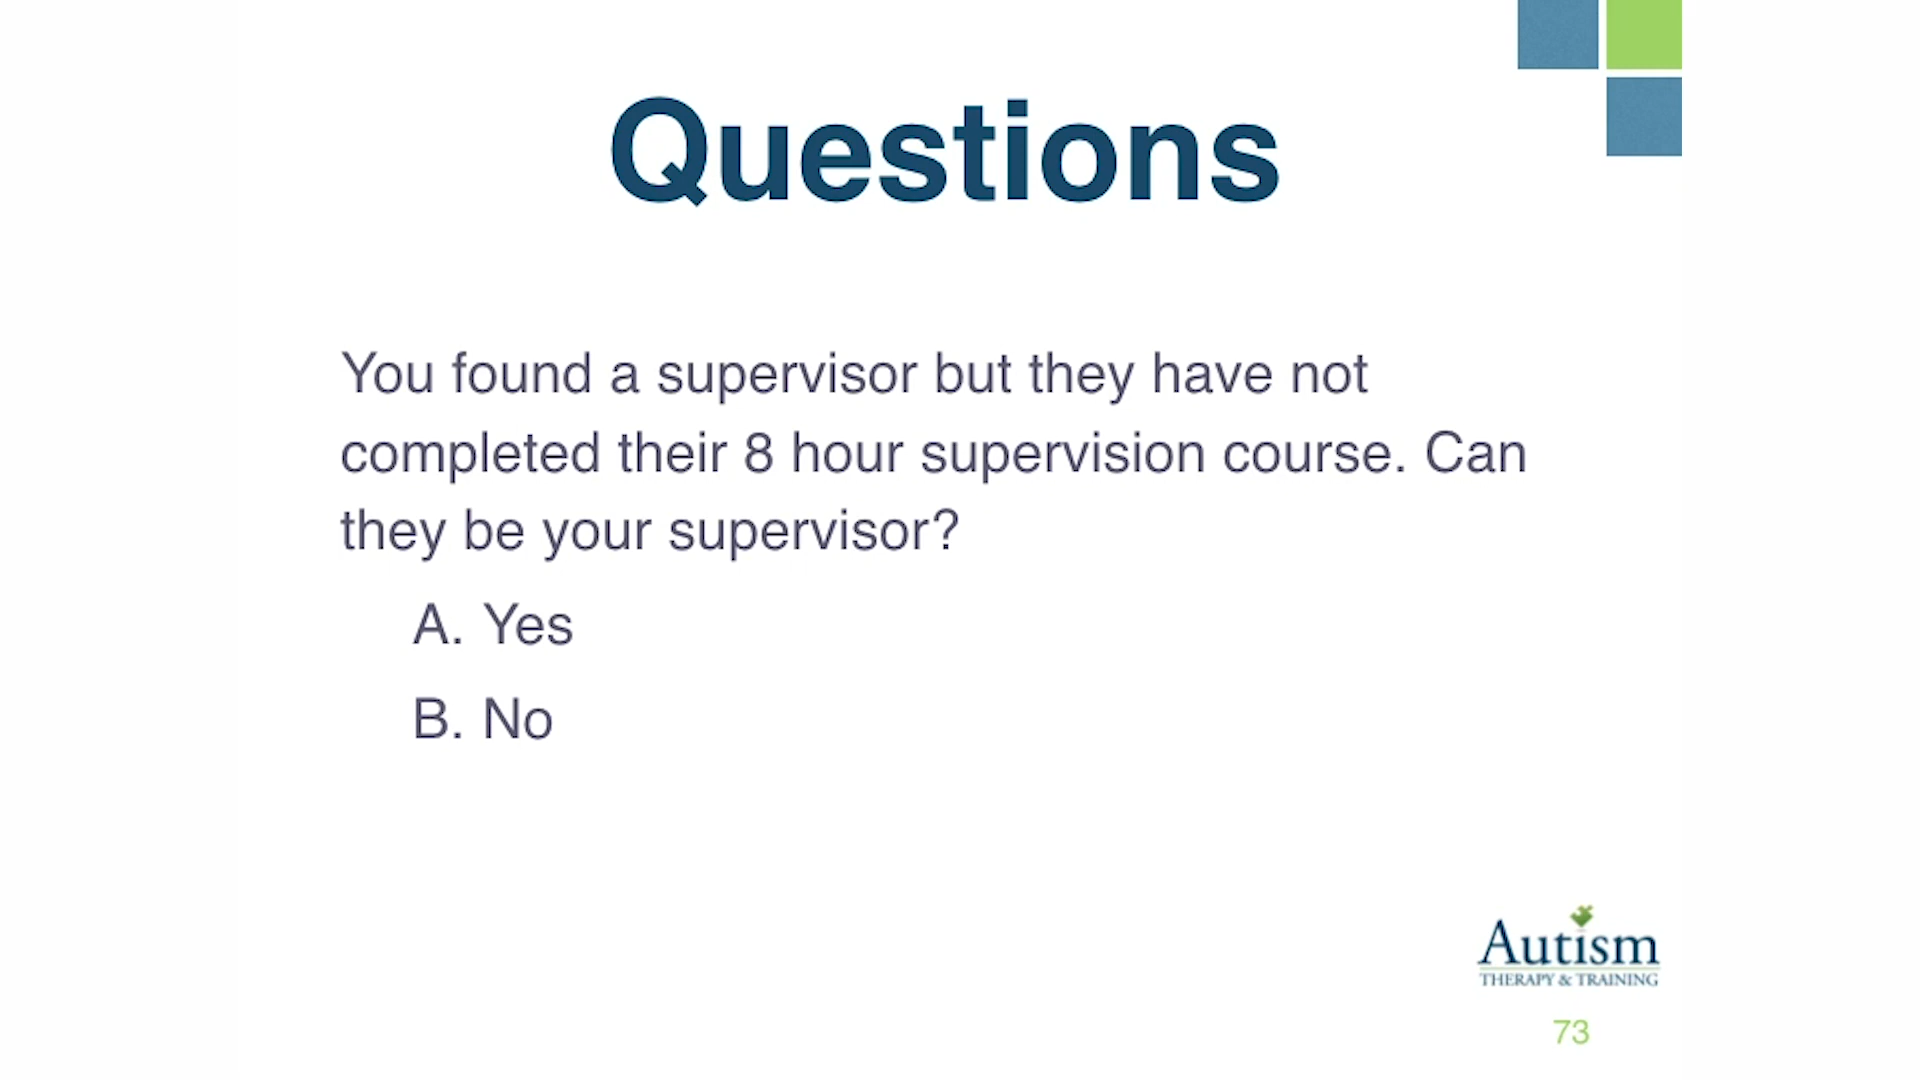 Questions
You found a supervisor but they have not
completed their 8 hour supervision course. Can
they be your supervisor?
A. Yes
B. No
Autism
THERAPY & TRAINING
73